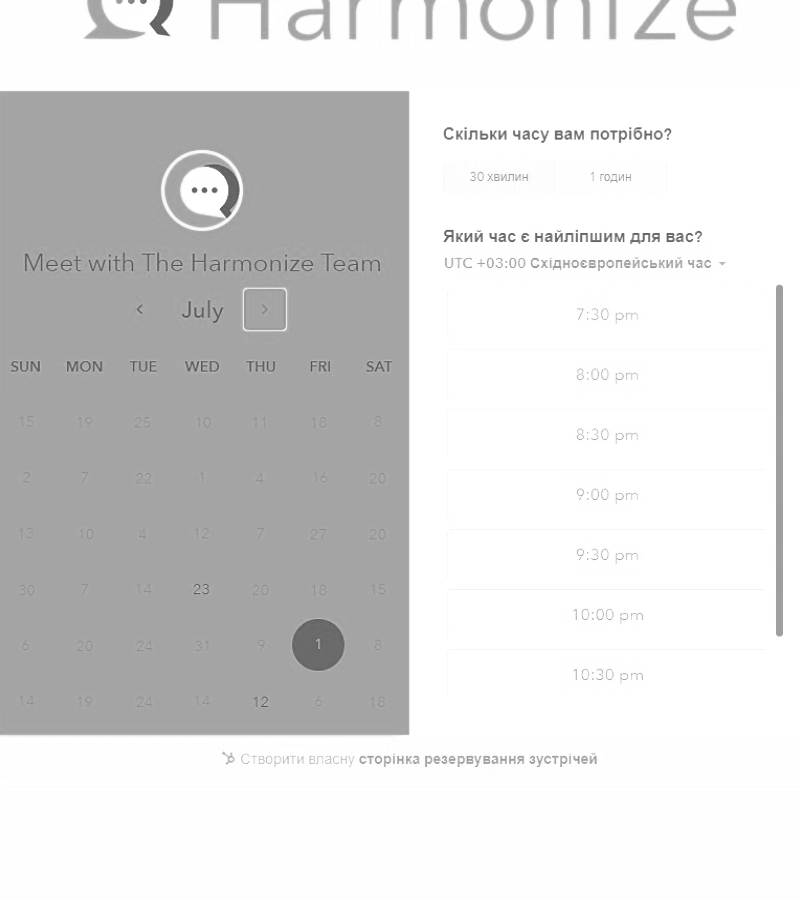 Harmonize
Meet with The Harmonize Team
July
SUN MON TUE WED THU FRI SAT
15 19 25 10 11 18 8
2 7 22 1 4 16 20
13 10 4 12 7 27 20
30 7 14 23 20 18 15
6 20 24 31 9 1 8
14 19 24 14 12 6 18
Скільки часу вам потрібно?
30 хвилин 1 годин
Який час є найліпшим для вас?
UTC +03:00 Східноєвропейський час
7:30 pm
8:00 pm
8:30 pm
9:00 pm
9:30 pm
10:00 pm
10:30 pm
Створити власну сторінка резервування зустрічей